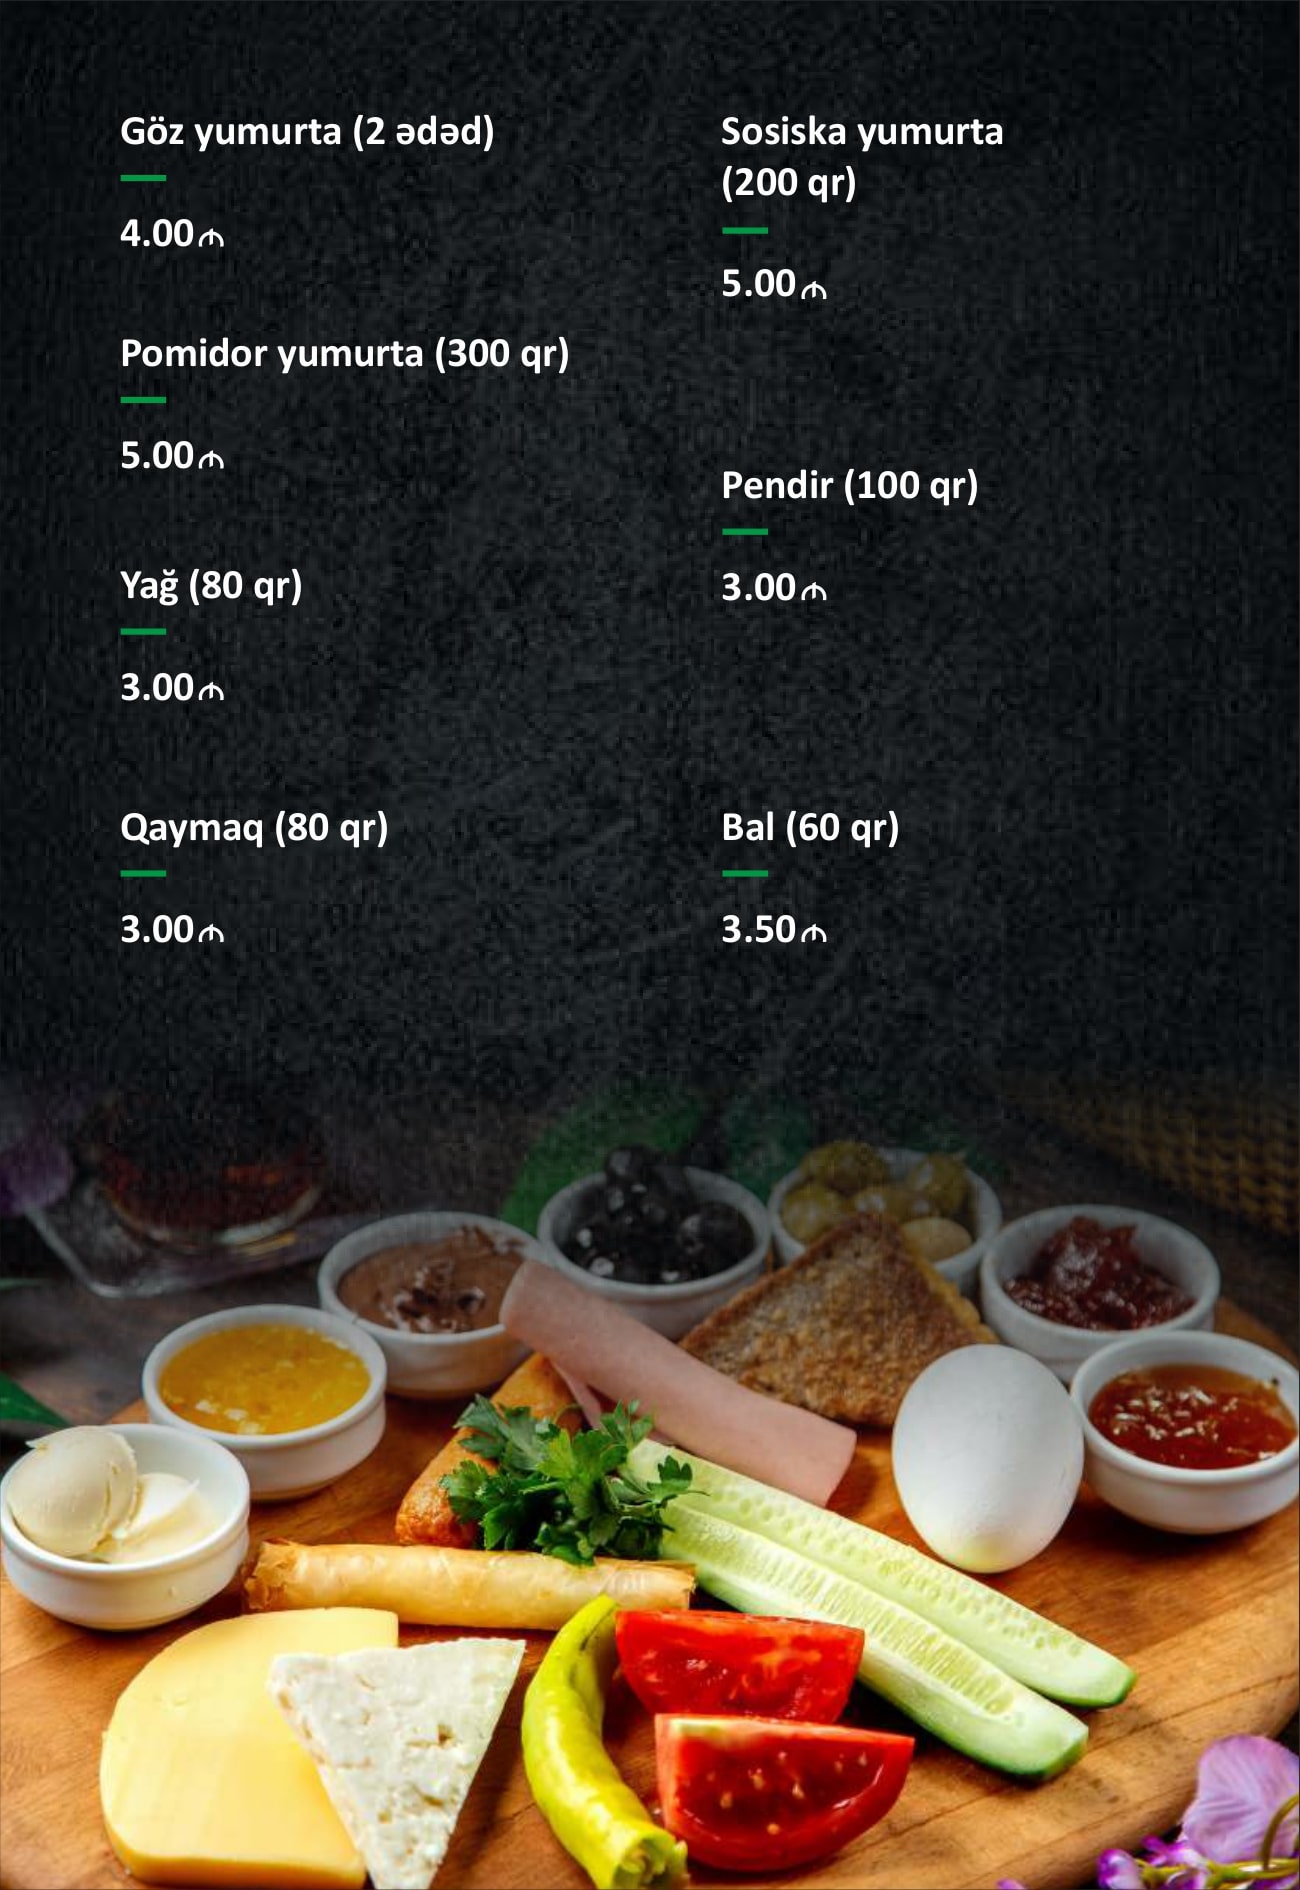 Göz yumurta (2 ədəd)
4.00₼
Pomidor yumurta (300 qr)
5.00₼
Yağ (80 qr)
3.00₼
Qaymaq (80 qr)
3.00₼
Sosiska yumurta
(200 qr)
5.00₼
Pendir (100 qr)
3.00₼
Bal (60 qr)
3.50₼